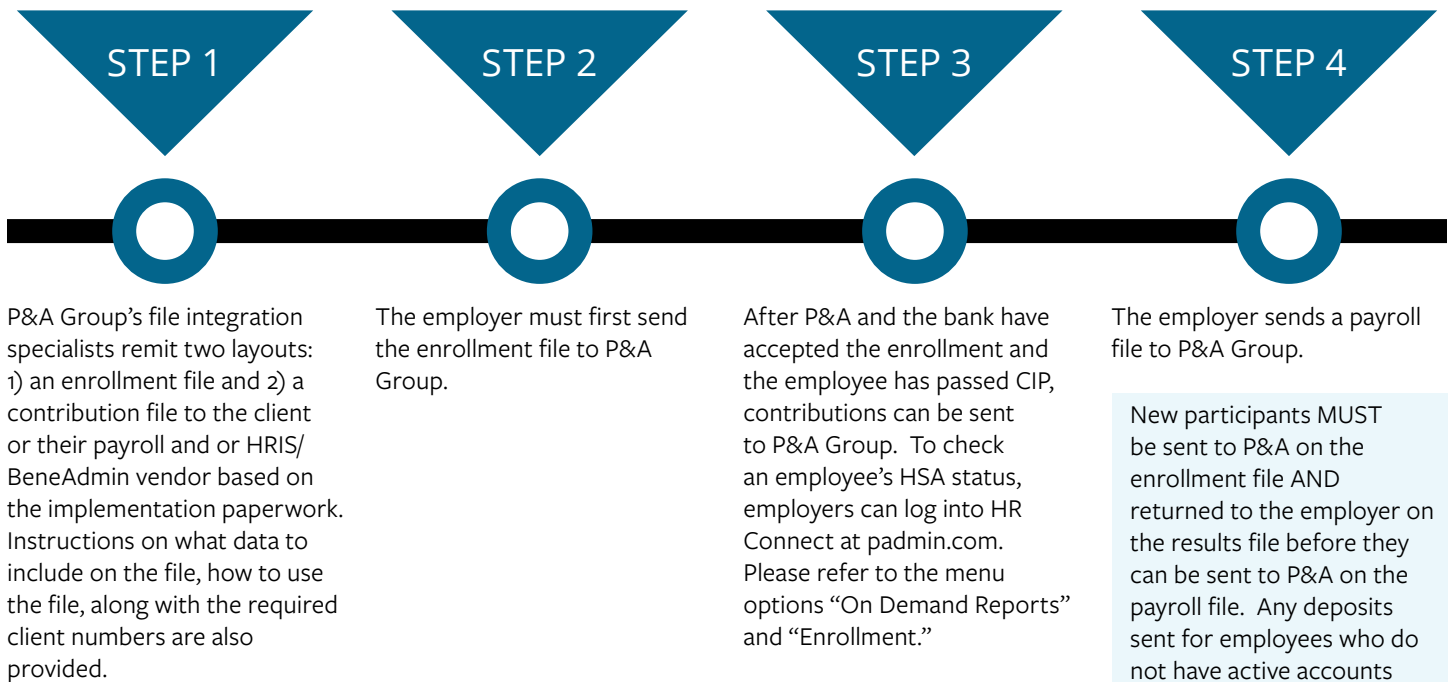 STEP 1
STEP 2
STEP 3
STEP 4
P&A Group’s file integration
specialists remit two layouts:
1) an enrollment file and 2) a
contribution file to the client
or their payroll and or HRIS/
BeneAdmin vendor based on
the implementation paperwork.
Instructions on what data to
include on the file, how to use
the file, along with the required
client numbers are also
provided.
The employer must first send
the enrollment file to P&A
Group.
After P&A and the bank have
accepted the enrollment and
the employee has passed CIP,
contributions can be sent
to P&A Group. To check
an employee’s HSA status,
employers can log into HR
Connect at padmin.com.
Please refer to the menu
options “On Demand Reports”
and “Enrollment.”
The employer sends a payroll
file to P&A Group.
New participants MUST
be sent to P&A on the
enrollment file AND
returned to the employer on
the results file before they
can be sent to P&A on the
payroll file. Any deposits
sent for employees who do
not have active accounts